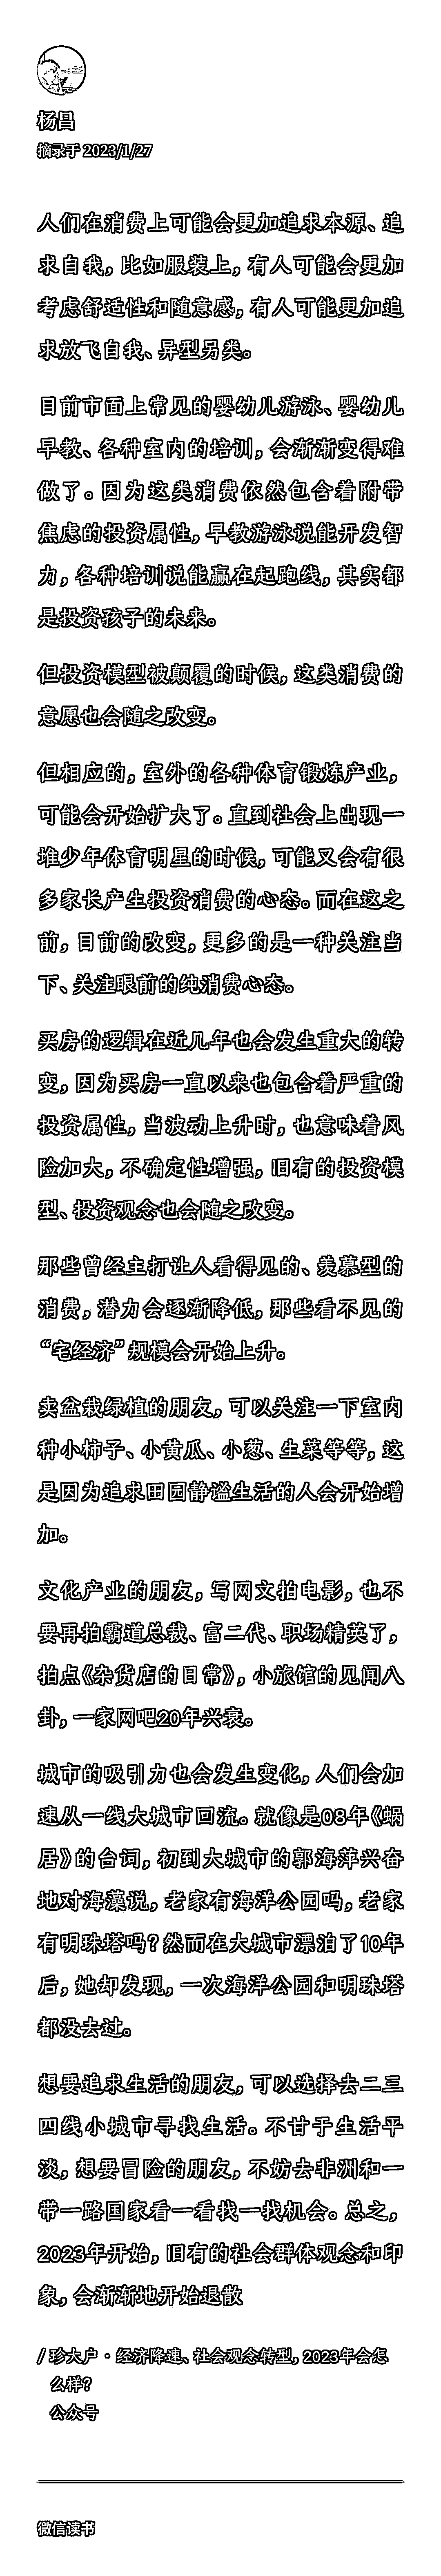 杨昌
摘录于 2023/1/27
人们在消费上可能会更加追求本源、追
求自我，比如服装上，有人可能会更加
考虑舒适性和随意感，有人可能更加追
求放飞自我、异型另类。
目前市面上常见的婴幼儿游泳、婴幼儿
早教、各种室内的培训，会渐渐变得难
做了。因为这类消费依然包含着附带
焦虑的投资属性，早教游泳说能开发智
力，各种培训说能赢在起跑线，其实都
是投资孩子的未来。
但投资模型被颠覆的时候，这类消费的
意愿也会随之改变。
但相应的，室外的各种体育锻炼产业，
可能会开始扩大了。直到社会上出现一
堆少年体育明星的时候，可能又会有很
多家长产生投资消费的心态。而在这之
前，目前的改变，更多的是一种关注当
下、关注眼前的纯消费心态。
买房的逻辑在近几年也会发生重大的转
变，因为买房一直以来也包含着严重的
投资属性，当波动上升时，也意味着风
险加大，不确定性增强，旧有的投资模
型、投资观念也会随之改变。
那些曾经主打让人看得见的、羡慕型的
消费，潜力会逐渐降低，那些看不见的
“宅经济”规模会开始上升。
卖盆栽绿植的朋友，可以关注一下室内
种小柿子、小黄瓜、小葱、生菜等等，这
是因为追求田园静谧生活的人会开始增
加。
文化产业的朋友，写网文拍电影，也不
要再拍霸道总裁、富二代、职场精英了，
拍点《杂货店的日常》，小旅馆的见闻八
卦，一家网吧20年兴衰。
城市的吸引力也会发生变化，人们会加
速从一线大城市回流。就像是08年《蜗
居》的台词，初到大城市的郭海萍兴奋
地对海藻说，老家有海洋公园吗，老家
有明珠塔吗？然而在大城市漂泊了10年
后，她却发现，一次海洋公园和明珠塔
都没去过。
想要追求生活的朋友，可以选择去二三
四线小城市寻找生活。不甘于生活平
淡，想要冒险的朋友，不妨去非洲和一
带一路国家看一看找一找机会。总之，
2023年开始，旧有的社会群体观念和印
象，会渐渐地开始退散
/ 珍大户 · 经济降速、社会观念转型，2023年会怎
么样？
公众号
微信读书